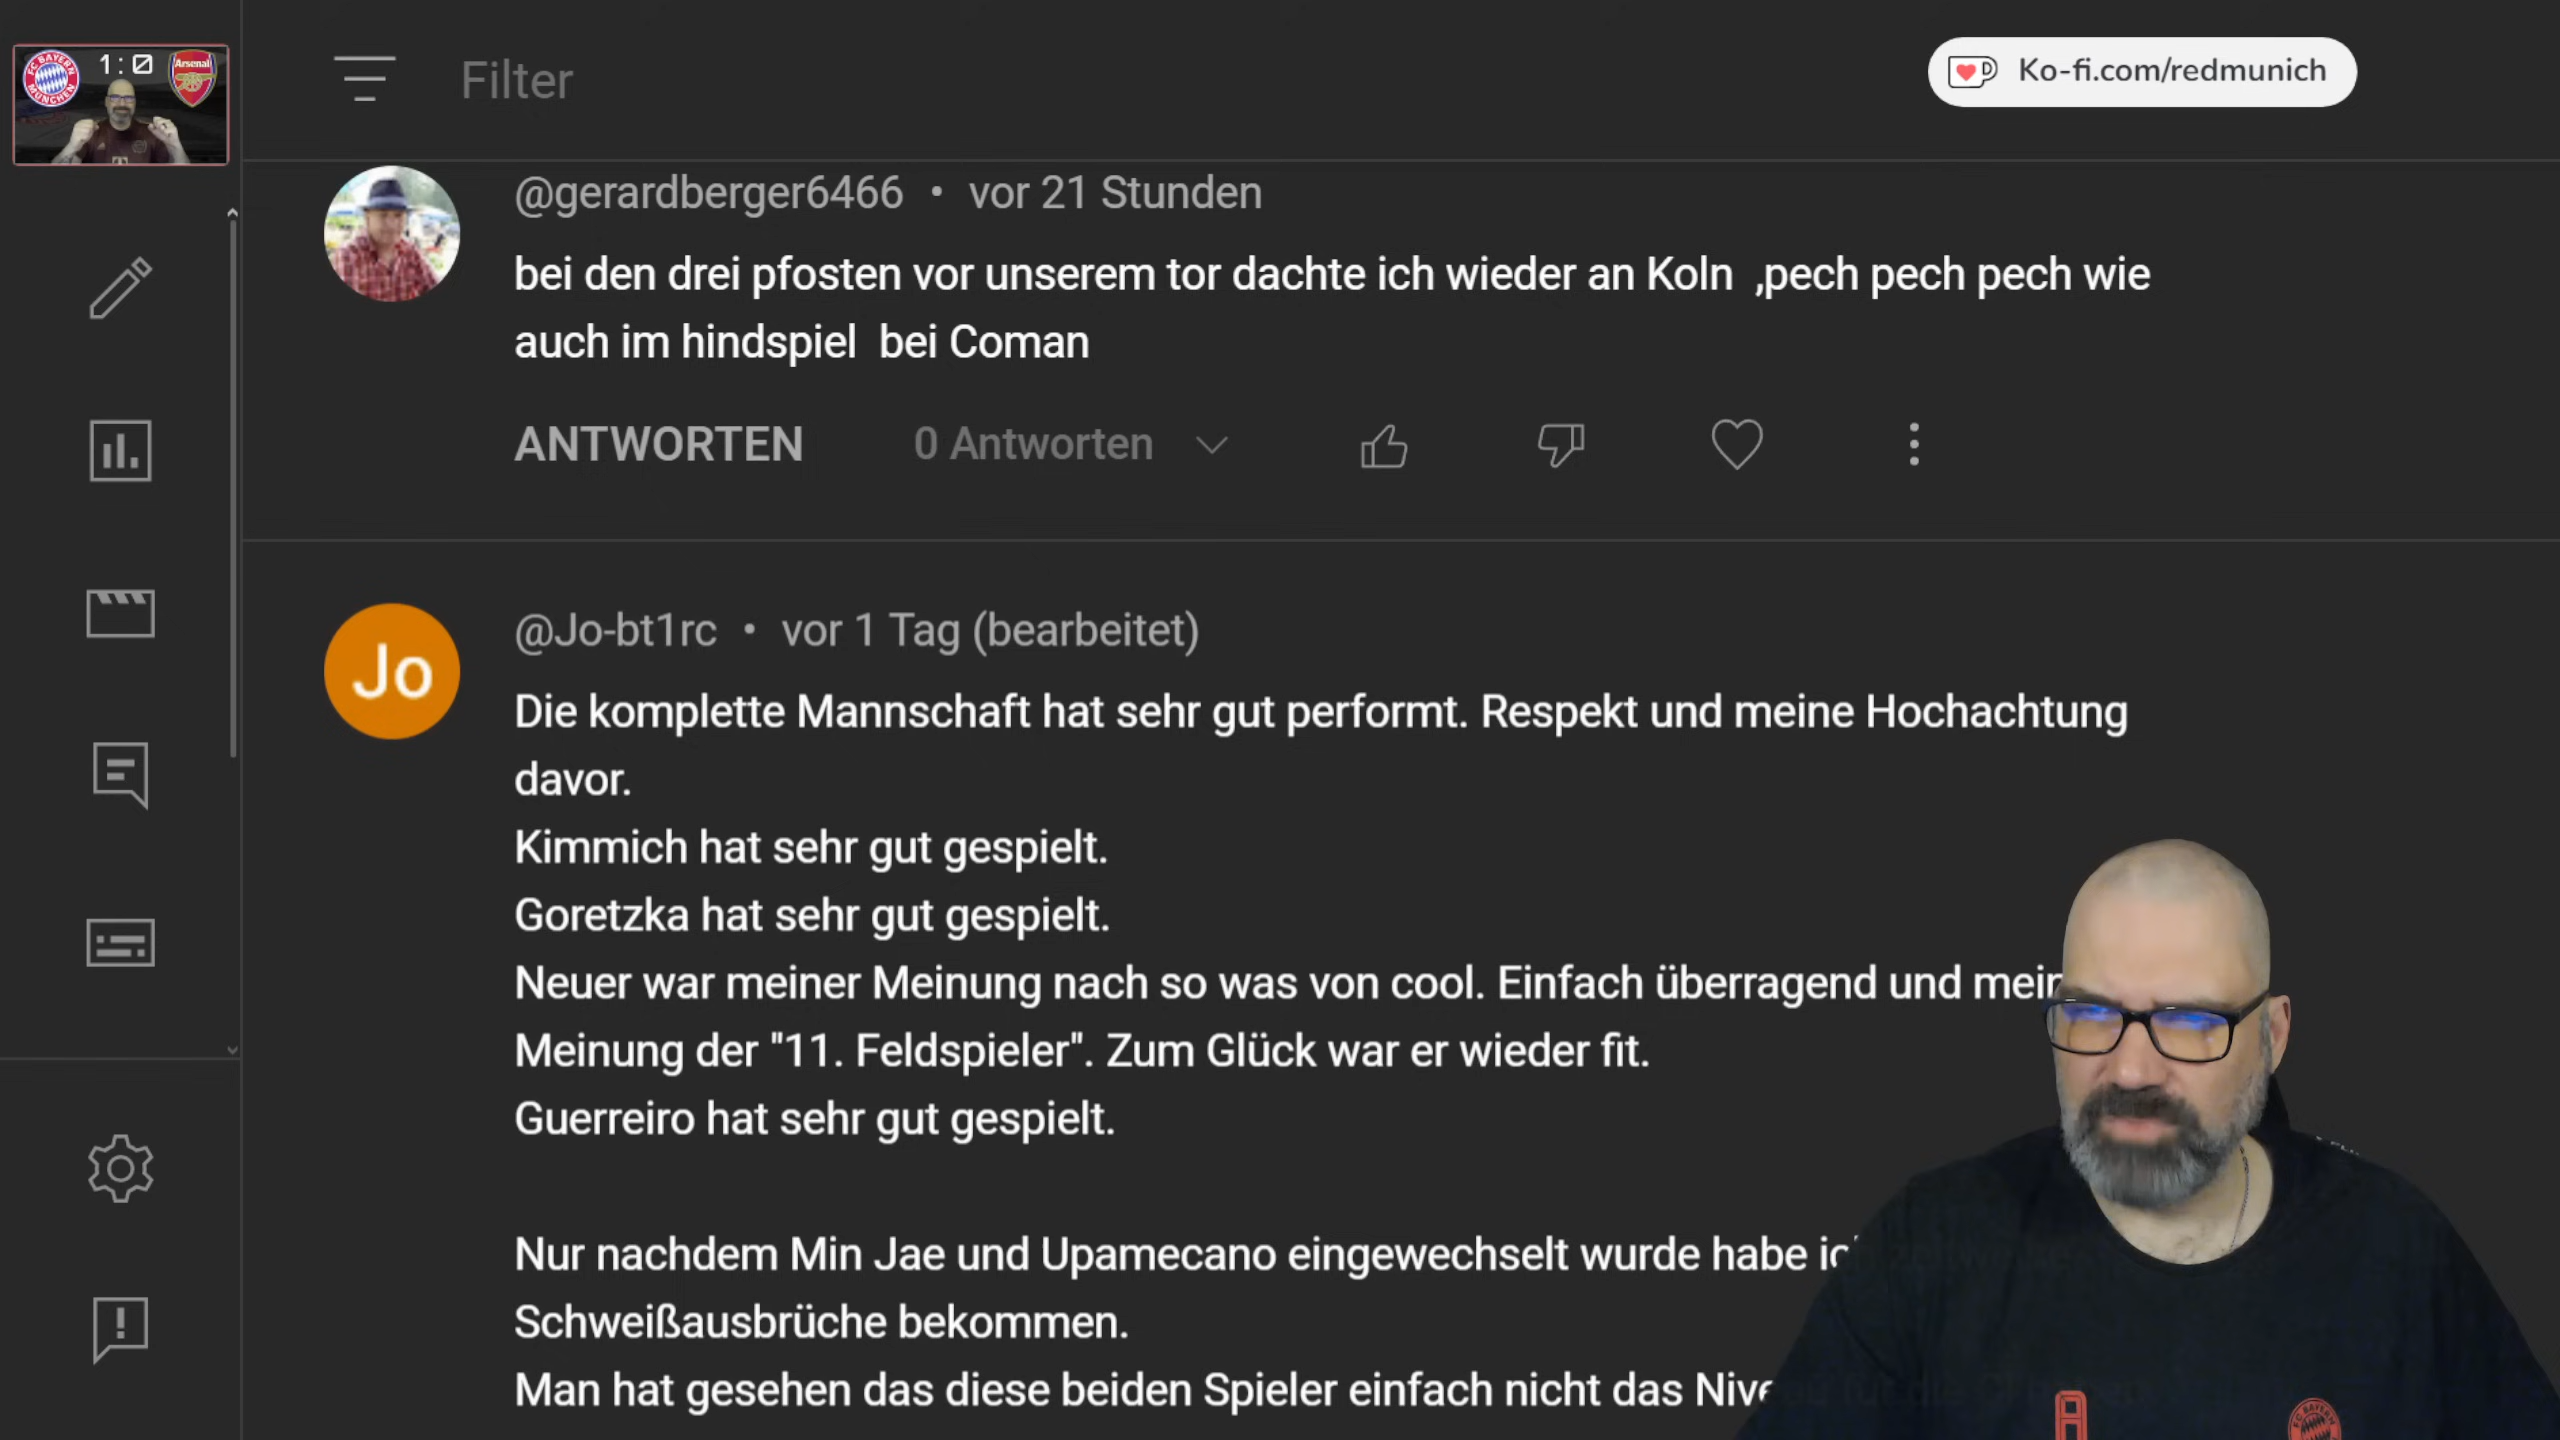 FC BAYERN
MÜNCHEN
1:0
Arsenal
Filter
Ko-fi.com/redmunich
@gerardberger6466 • vor 21 Stunden
bei den drei pfosten vor unserem tor dachte ich wieder an Koln ,pech pech pech wie
auch im hindspiel bei Coman
ANTWORTEN
0 Antworten
Jo
@Jo-bt1rc • vor 1 Tag (bearbeitet)
Die komplette Mannschaft hat sehr gut performt. Respekt und meine Hochachtung
davor.
Kimmich hat sehr gut gespielt.
Goretzka hat sehr gut gespielt.
Neuer war meiner Meinung nach so was von cool. Einfach überragend und
Meinung der "11. Feldspieler". Zum Glück war er wieder fit.
Guerreiro hat sehr gut gespielt.
Nur nachdem Min Jae und Upamecano eingewechselt wurde habe
Schweißausbrüche bekommen.
Man hat gesehen das diese beiden Spieler einfach nicht das
FC BAYERN